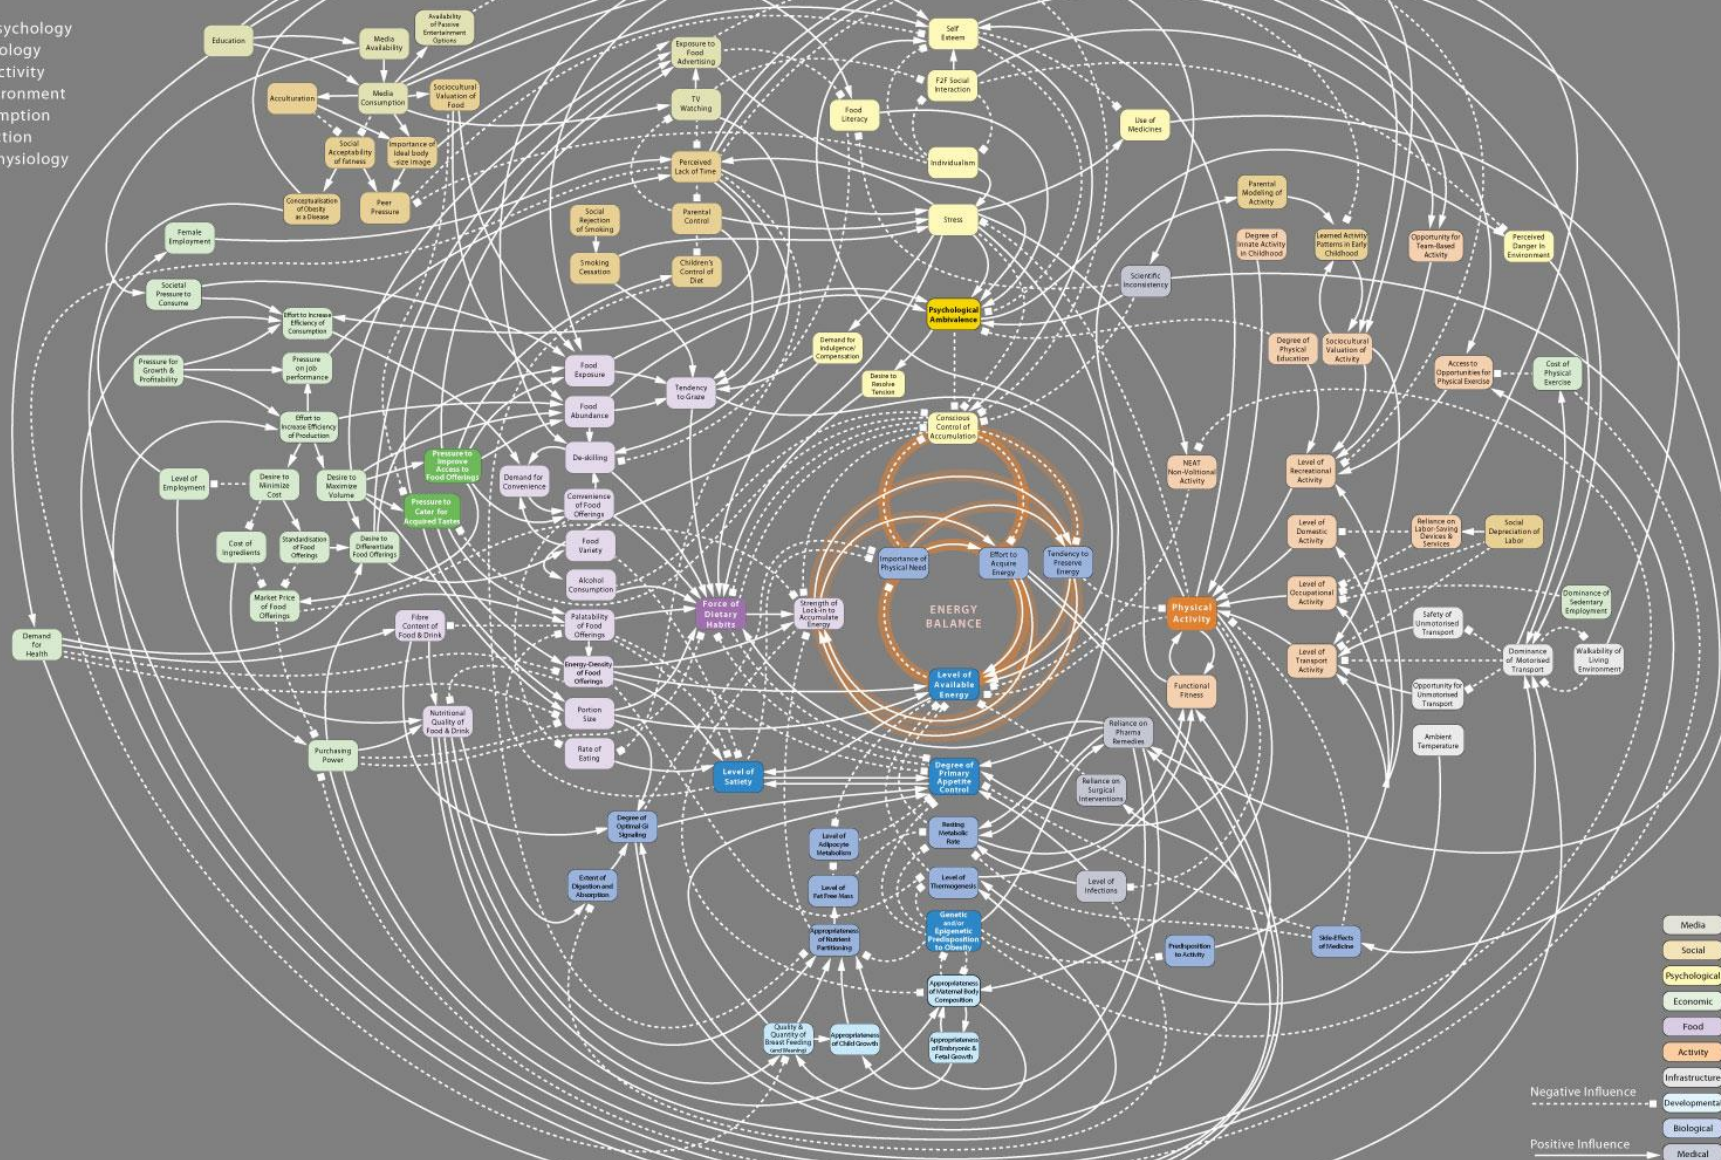 sychology
ology
ctivity
ronment
mption
ction
hysiology
Education
Media
Availability
Availability
of Passive
Entertainment
Options
Acculturation
Media
Consumption
Sociocultural
Valuation of
Food
Social
Acceptability
of fatness
Importance of
Ideal body
-size image
Conceptualisation
of Obesity
as a Disease
Peer
Pressure
Exposure to
Food
Advertising
TV
Watching
Perceived
Lack of Time
Parental
Control
Children's
Control of
Diet
Social
Rejection
of Smoking
Smoking
Cessation
Self
Esteem
F2F Social
Interaction
Food
Literacy
Individualism
Stress
Use of
Medicines
Psychological
Ambivalence
Demand for
Indulgence/
Compensation
Desire to
Resolve
Tension
Conscious
Control of
Accumulation
Scientific
Inconsistency
Parental
Modeling of
Activity
Degree of
Innate Activity
in Childhood
Learned Activity
Patterns in Early
Childhood
Opportunity for
Team-Based
Activity
Perceived
Danger In
Environment
Degree of
Physical
Education
Sociocultural
Valuation of
Activity
Access to
Opportunities for
Physical Exercise
Cost of
Physical
Exercise
Female
Employment
Societal
Pressure to
Consume
Effort to Increase
Efficiency of
Consumption
Pressure for
Growth &
Profitability
Pressure
on job
performance
Effort to
Increase Efficiency
of Production
Level of
Employment
Desire to
Minimize
Cost
Desire to
Maximize
Volume
Pressure to
Improve
Access to
Food Offerings
Pressure to
Cater for
Acquired Tastes
Cost of
Ingredients
Standardisation
of Food
Offerings
Desire to
Differentiate
Food Offerings
Market Price
of Food
Offerings
Demand
for
Health
Purchasing
Power
Fibre
Content of
Food & Drink
Nutritional
Quality of
Food & Drink
Food
Exposure
Food
Abundance
De-skilling
Demand for
Convenience
Convenience
of Food
Offerings
Food
Variety
Alcohol
Consumption
Palatability
of Food
Offerings
Energy-Density
of Food
Offerings
Portion
Size
Rate of
Eating
Tendency
to Graze
Force of
Dietary
Habits
Strength of
Lock-in to
Accumulate
Energy
Importance of
Physical Need
Effort to
Acquire
Energy
Tendency to
Preserve
Energy
ENERGY
BALANCE
Level of
Available
Energy
Level of
Satiety
Degree of
Primary
Appetite
Control
NEAT
Non-Volitional
Activity
Physical
Activity
Functional
Fitness
Level of
Recreational
Activity
Level of
Domestic
Activity
Level of
Occupational
Activity
Level of
Transport
Activity
Reliance on
Labor-Saving
Devices &
Services
Social
Depreciation of
Labor
Dominance of
Sedentary
Employment
Safety of
Unmotorised
Transport
Dominance
of Motorised
Transport
Walkability of
Living
Environment
Opportunity for
Unmotorised
Transport
Ambient
Temperature
Reliance on
Pharma
Remedies
Reliance on
Surgical
Interventions
Level of
Infections
Degree of
Optimal GI
Signaling
Extent of
Digestion and
Absorption
Level of
Adipocyte
Metabolism
Level of
Fat Free Mass
Appropriateness
of Nutrient
Partitioning
Resting
Metabolic
Rate
Level of
Thermogenesis
Genetic
and/or
Epigenetic
Predisposition
to Obesity
Predisposition
to Activity
Side-Effects
of Medicine
Appropriateness
of Maternal Body
Composition
Quality &
Quantity of
Breast Feeding
(and Weaning)
Appropriateness
of Child Growth
Appropriateness
of Embryonic &
Fetal Growth
Media
Social
Psychological
Economic
Food
Activity
Infrastructure
Developmental
Biological
Medical
Negative Influence
Positive Influence